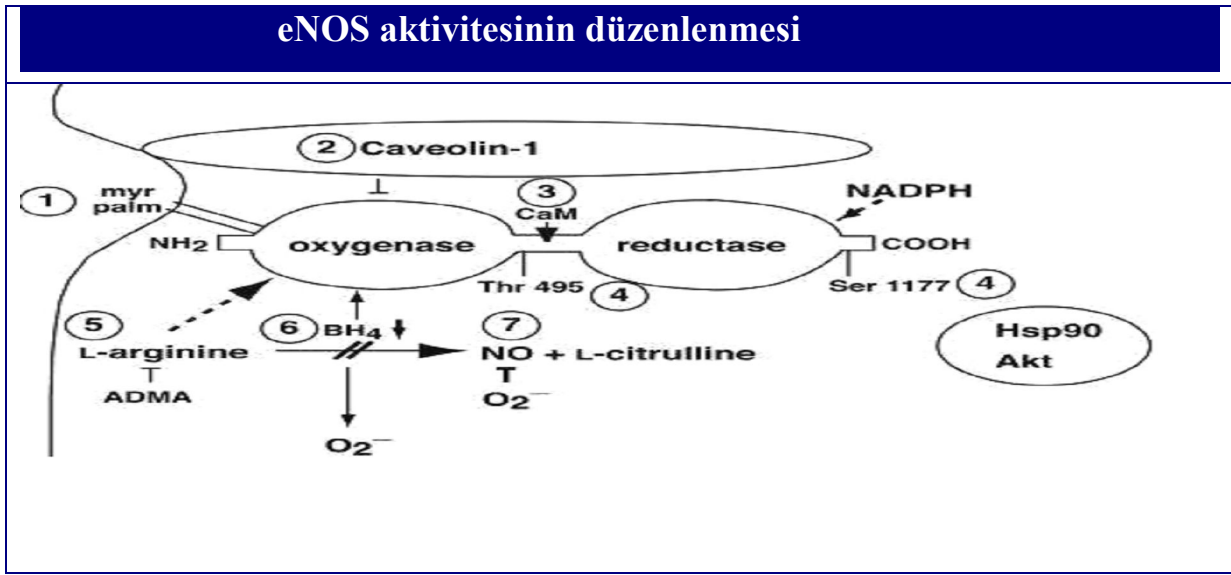 eNOS aktivitesinin düzenlenmesi
2 Caveolin-1
1 myr
palm
3
CaM
NADPH
NH2 oxygenase reductase COOH
Thr 495 4 Ser 1177 4
5 6 BH4 7
L-arginine NO + L-citrulline
ADMA O2−
O2−
Hsp90
Akt